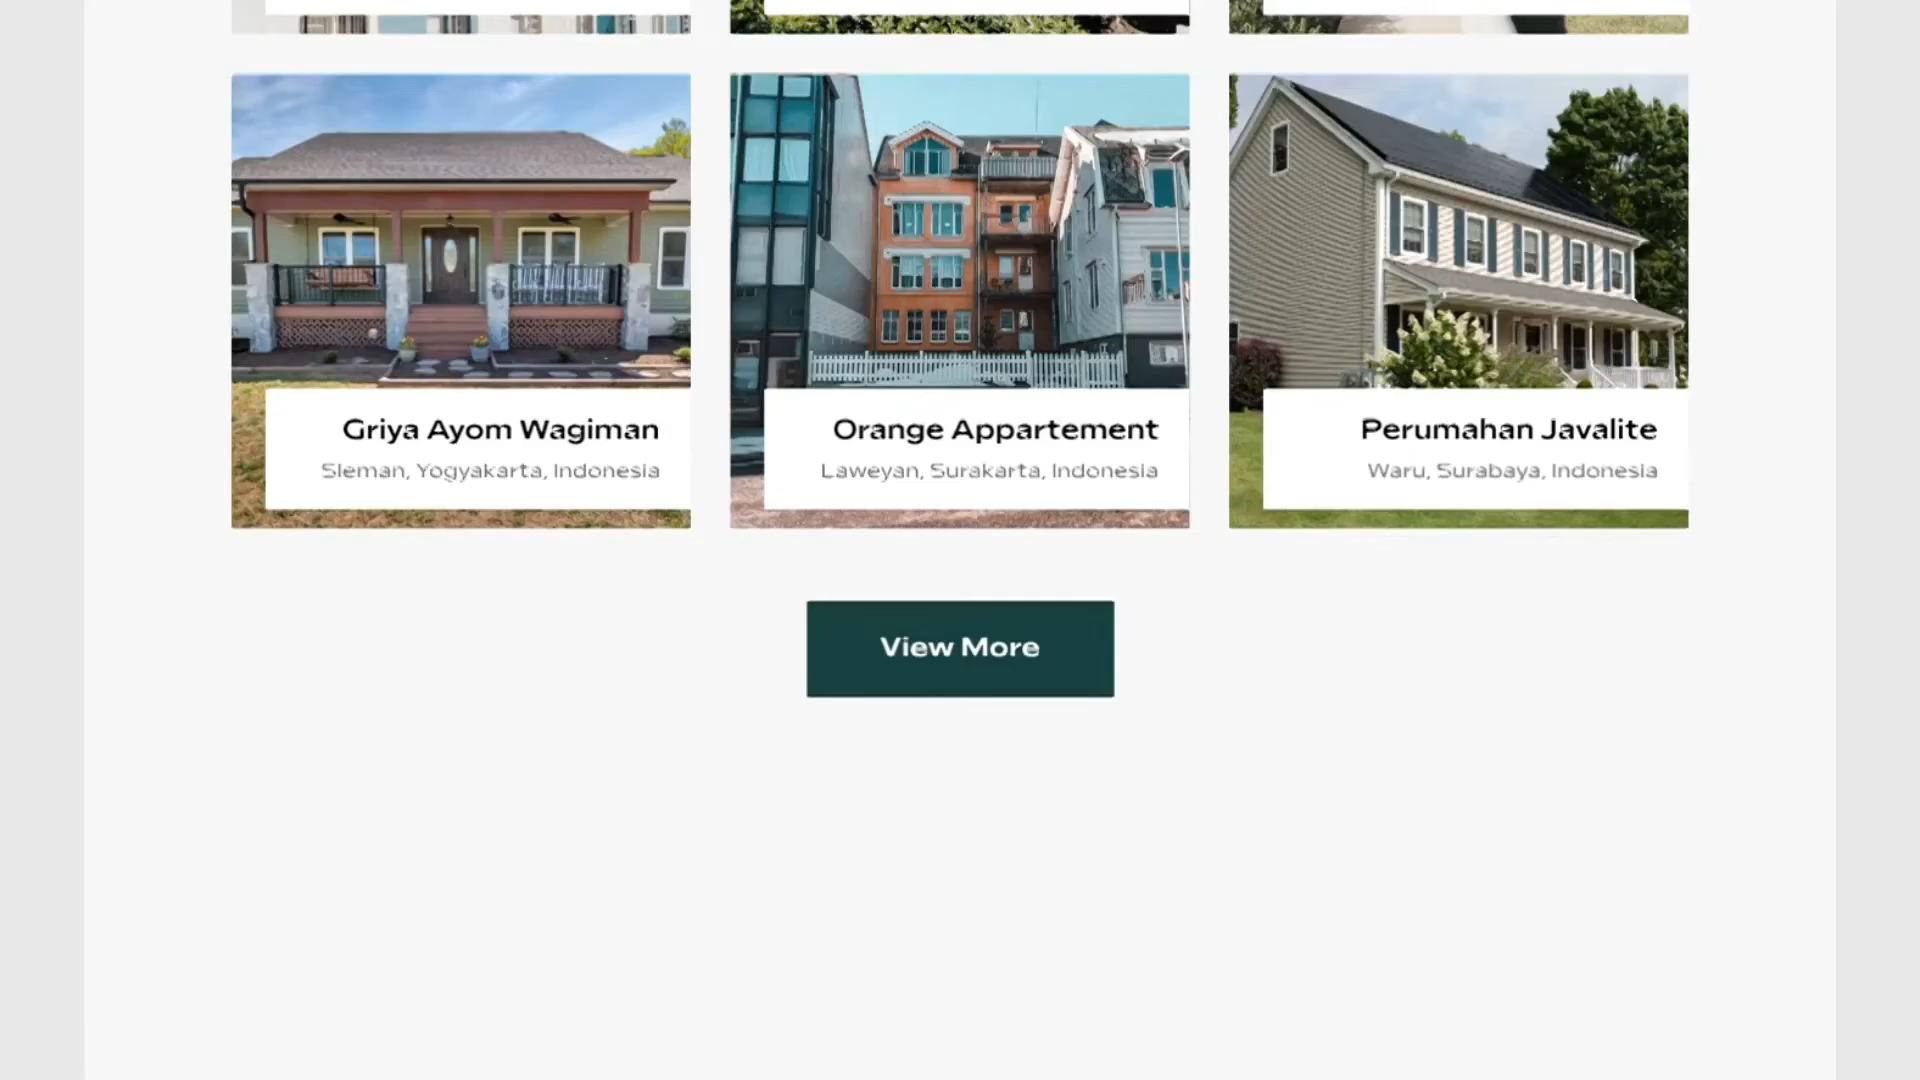 Griya Ayom Wagiman
Sleman, Yogyakarta, Indonesia
Orange Appartement
Laweyan, Surakarta, Indonesia
Perumahan Javalite
Waru, Surabaya, Indonesia
View More